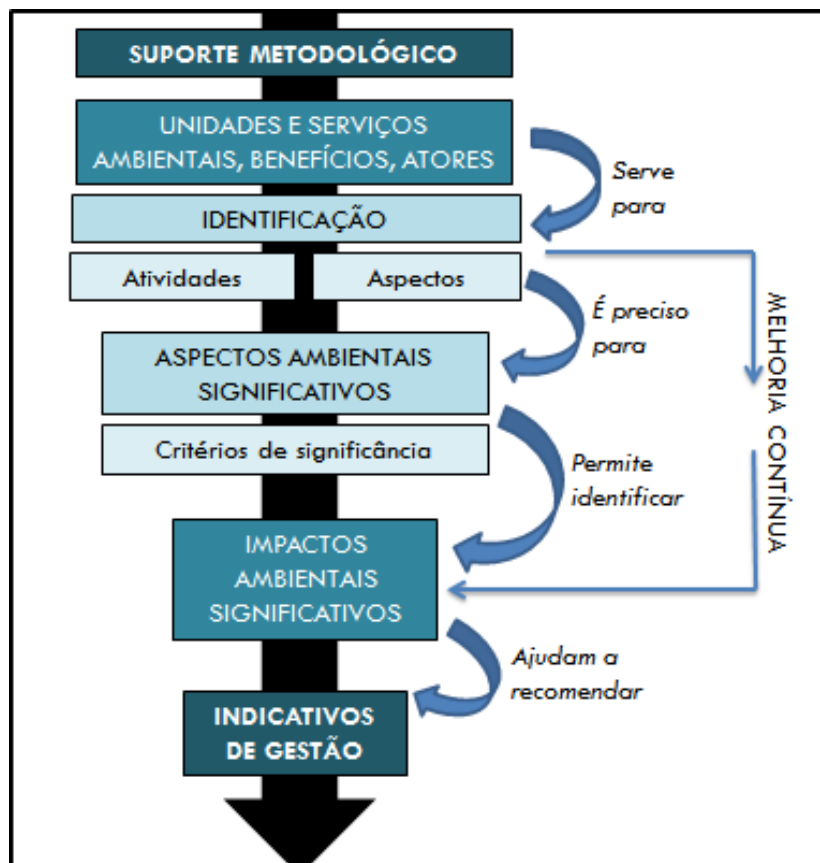 SUPORTE METODOLÓGICO
UNIDADES E SERVIÇOS
AMBIENTAIS, BENEFÍCIOS, ATORES
Serve
para
IDENTIFICAÇÃO
Atividades
Aspectos
É preciso
para
ASPECTOS AMBIENTAIS
SIGNIFICATIVOS
Critérios de significância
Permite
identificar
MELHORIA CONTÍNUA
IMPACTOS
AMBIENTAIS
SIGNIFICATIVOS
Ajudam a
recomendar
INDICATIVOS
DE GESTÃO